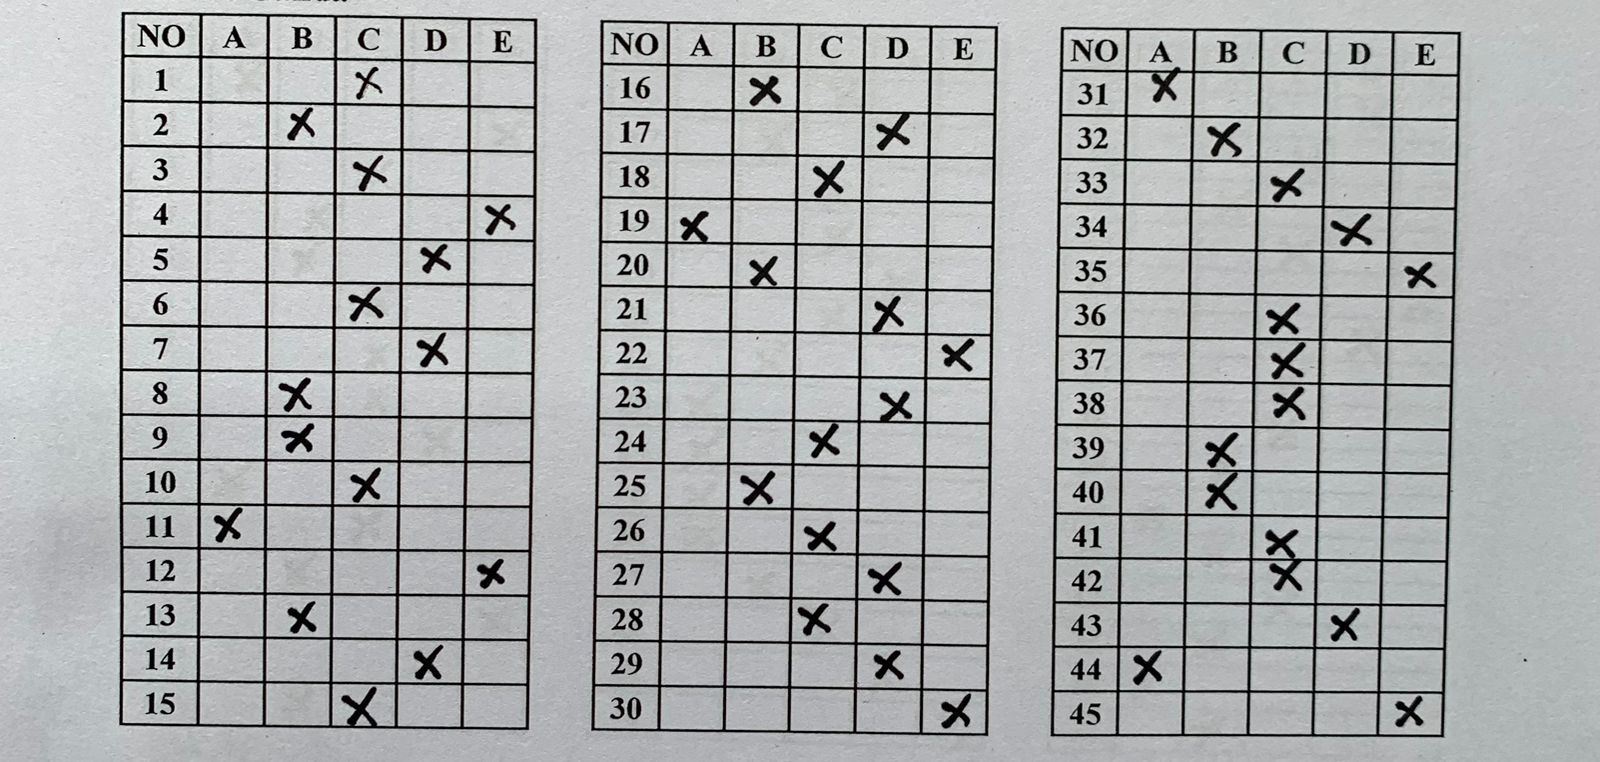 NO A B C D E
1 X
2 X
3 X
4 X
5 X
6 X
7 X
8 X
9 X
10 X
11 X
12 X
13 X
14 X
15 X
NO A B C D E
16 X
17 X
18 X
19 X
20 X
21 X
22 X
23 X
24 X
25 X
26 X
27 X
28 X
29 X
30 X
NO A B C D E
31 X
32 X
33 X
34 X
35 X
36 X
37 X
38 X
39 X
40 X
41 X
42 X
43 X
44 X
45 X